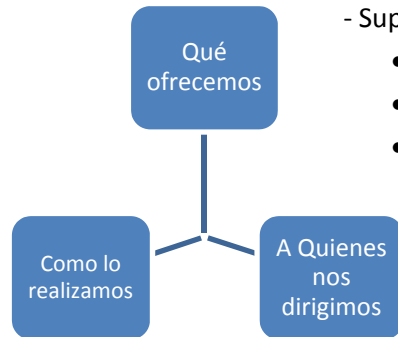 - Sup
Qué
ofrecemos
•
•
•
Como lo
realizamos
A Quienes
nos
dirigimos